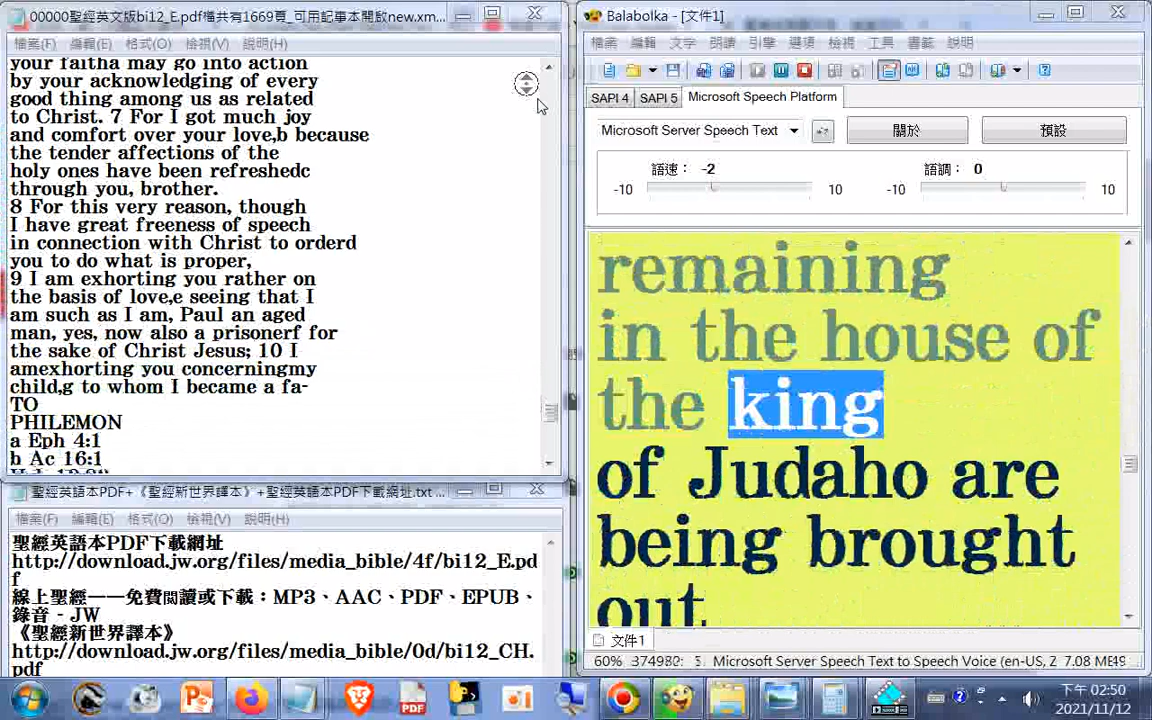 00000聖經英文版bi12_E.pdf檔共有1669頁_可用記事本開啟new.xm...
檔案(F) 編輯(E) 格式(O) 檢視(V) 說明(H)
your faitha may go into action
by your acknowledging of every
good thing among us as related
to Christ. 7 For I got much joy
and comfort over your love,b because
the tender affections of the
holy ones have been refreshedc
through you, brother.
8 For this very reason, though
I have great freeness of speech
in connection with Christ to orderd
you to do what is proper,
9 I am exhorting you rather on
the basis of love,e seeing that I
am such as I am, Paul an aged
man, yes, now also a prisonerf for
the sake of Christ Jesus; 10 I
amexhorting you concerningmy
child,g to whom I became a fa-
TO
PHILEMON
a Eph 4:1
b Ac 16:1
聖經英語本PDF+《聖經新世界譯本》+聖經英語本PDF下載網址.txt ...
檔案(F) 編輯(E) 格式(O) 檢視(V) 說明(H)
聖經英語本PDF下載網址
http://download.jw.org/files/media_bible/4f/bi12_E.pd
f
線上聖經——免費閱讀或下載：MP3、AAC、PDF、EPUB、
錄音 - JW
《聖經新世界譯本》
http://download.jw.org/files/media_bible/0d/bi12_CH.
pdf
Balabolka - [文件1]
檔案 編輯 文字 朗讀 引擎 選項 檢視 工具 書籤 說明
SAPI 4 SAPI 5 Microsoft Speech Platform
Microsoft Server Speech Text 關於 預設
語速： -2 語調： 0
-10 10 -10 10
remaining
in the house of
the king
of Judaho are
being brought
out.
文件1
60% Microsoft Server Speech Text to Speech Voice (en-US, Z 7.08 ME
下午 02:50
2021/11/12